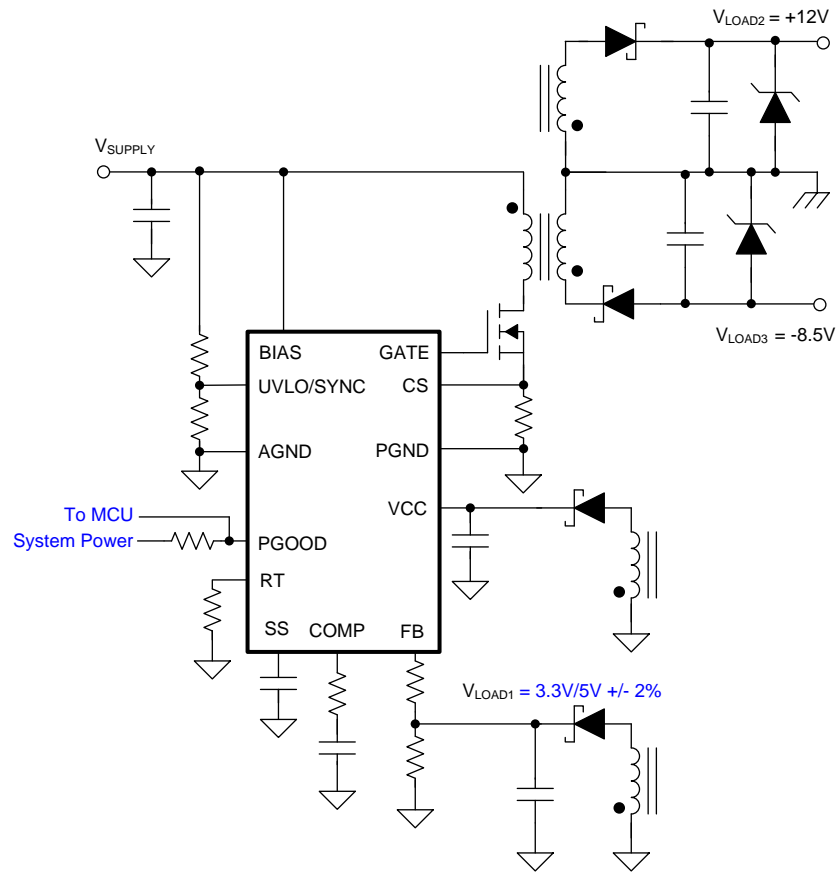 VLOAD2 = +12V
VSUPPLY
VLOAD3 = -8.5V
BIAS
GATE
UVLO/SYNC
CS
AGND
PGND
To MCU
VCC
System Power
PGOOD
RT
SS
COMP
FB
VLOAD1 = 3.3V/5V +/- 2%